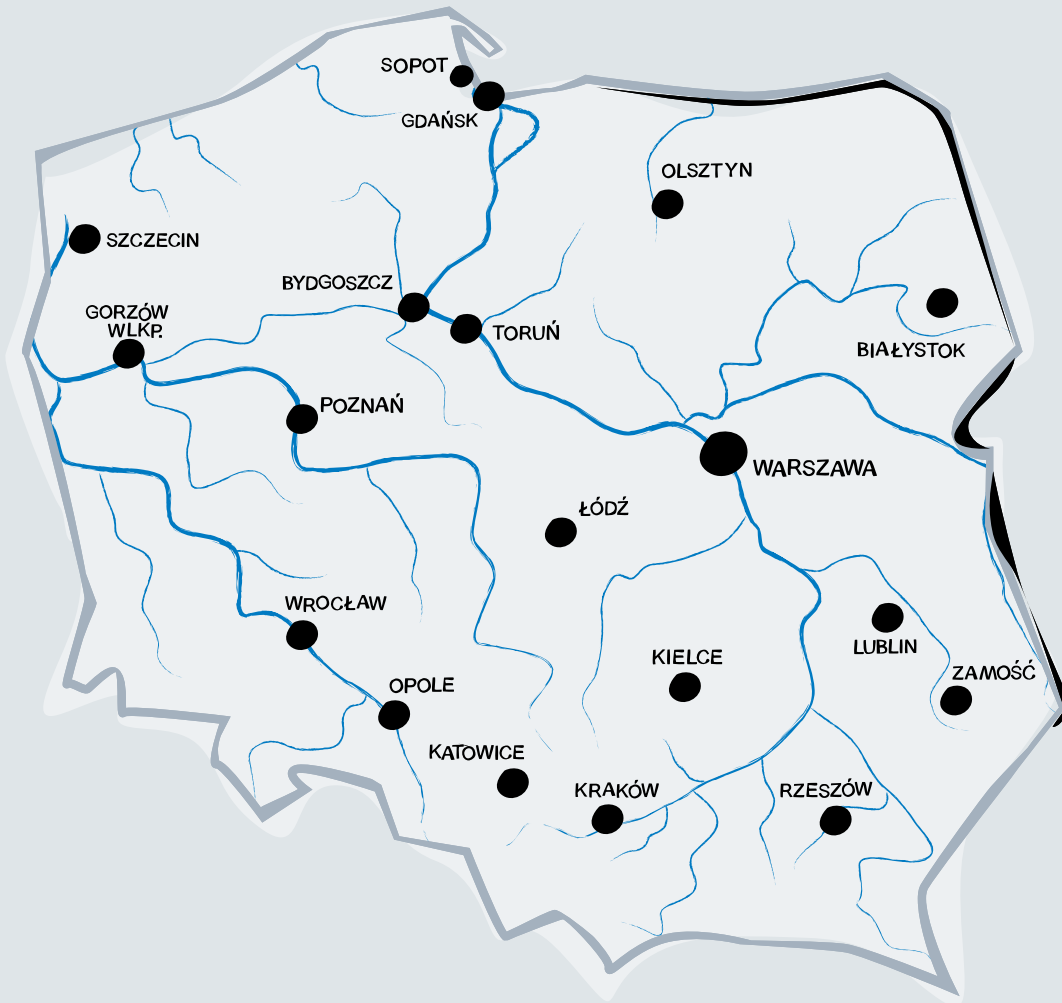 SOPOT
GDAŃSK
OLSZTYN
SZCZECIN
BYDGOSZCZ
GORZÓW
WLKP.
TORUŃ
BIAŁYSTOK
POZNAŃ
WARSZAWA
ŁÓDŹ
WROCŁAW
LUBLIN
KIELCE
ZAMOŚĆ
OPOLE
KATOWICE
KRAKÓW
RZESZÓW